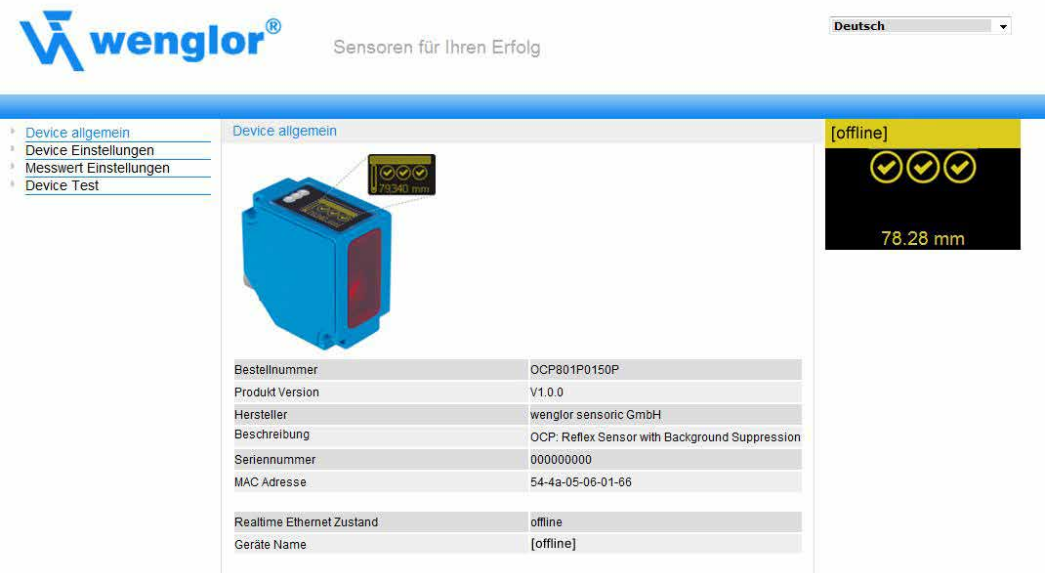 wenglor®
Sensoren für Ihren Erfolg
Deutsch
Device allgemein
Device Einstellungen
Messwert Einstellungen
Device Test
Device allgemein
79,340 mm
Bestellnummer OCP801P0150P
Produkt Version V1.0.0
Hersteller wenglor sensoric GmbH
Beschreibung OCP: Reflex Sensor with Background Suppression
Seriennummer 000000000
MAC Adresse 54-4a-05-06-01-66
Realtime Ethernet Zustand offline
Geräte Name [offline]
[offline]
78.28 mm